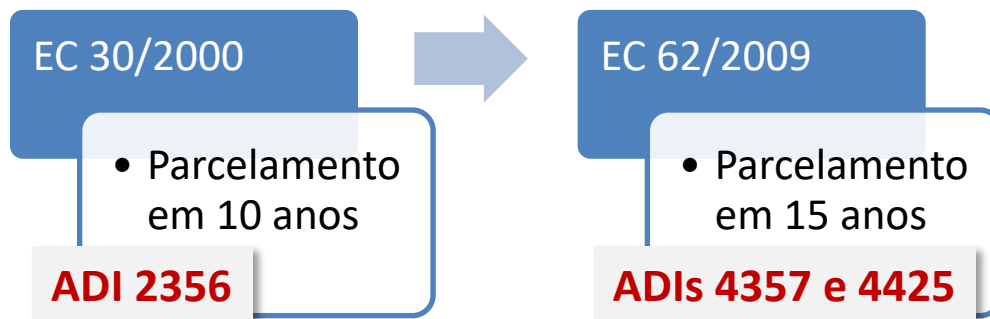 EC 30/2000
• Parcelamento
em 10 anos
ADI 2356
EC 62/2009
• Parcelamento
em 15 anos
ADIs 4357 e 4425